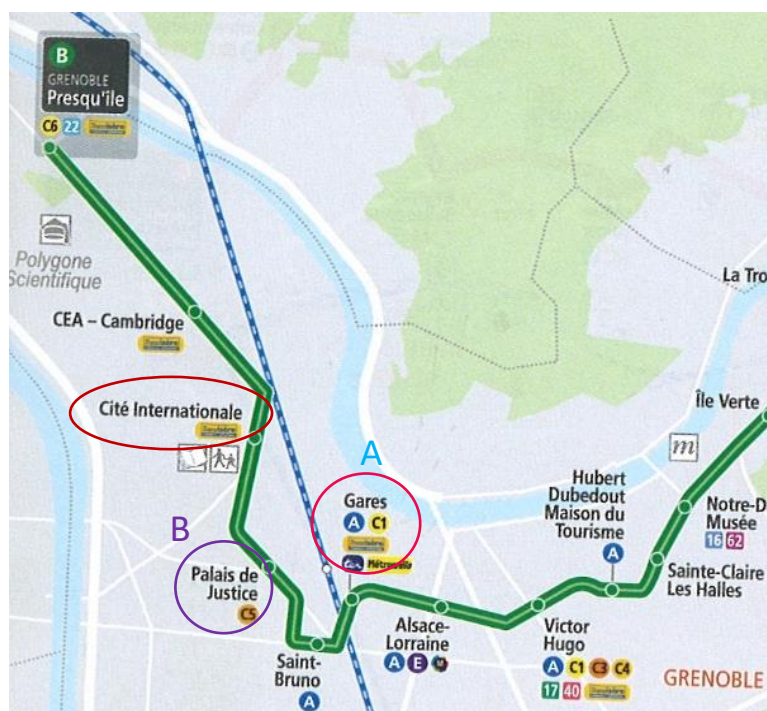 B
GRENOBLE
Presqu'île
C6 22
Polygone
Scientifique
CEA – Cambridge
Cité Internationale
La Tro
Île Verte
m
A
Gares
A C1
Métrovélo
Hubert
Dubedout
Maison du
Tourisme
A
Notre-D
Musée
16 62
B
Palais de
Justice
C5
Sainte-Claire
Les Halles
Alsace-
Lorraine
A E
Victor
Hugo
A C1 C3 C4
17 40
Saint-
Bruno
A
GRENOBLE